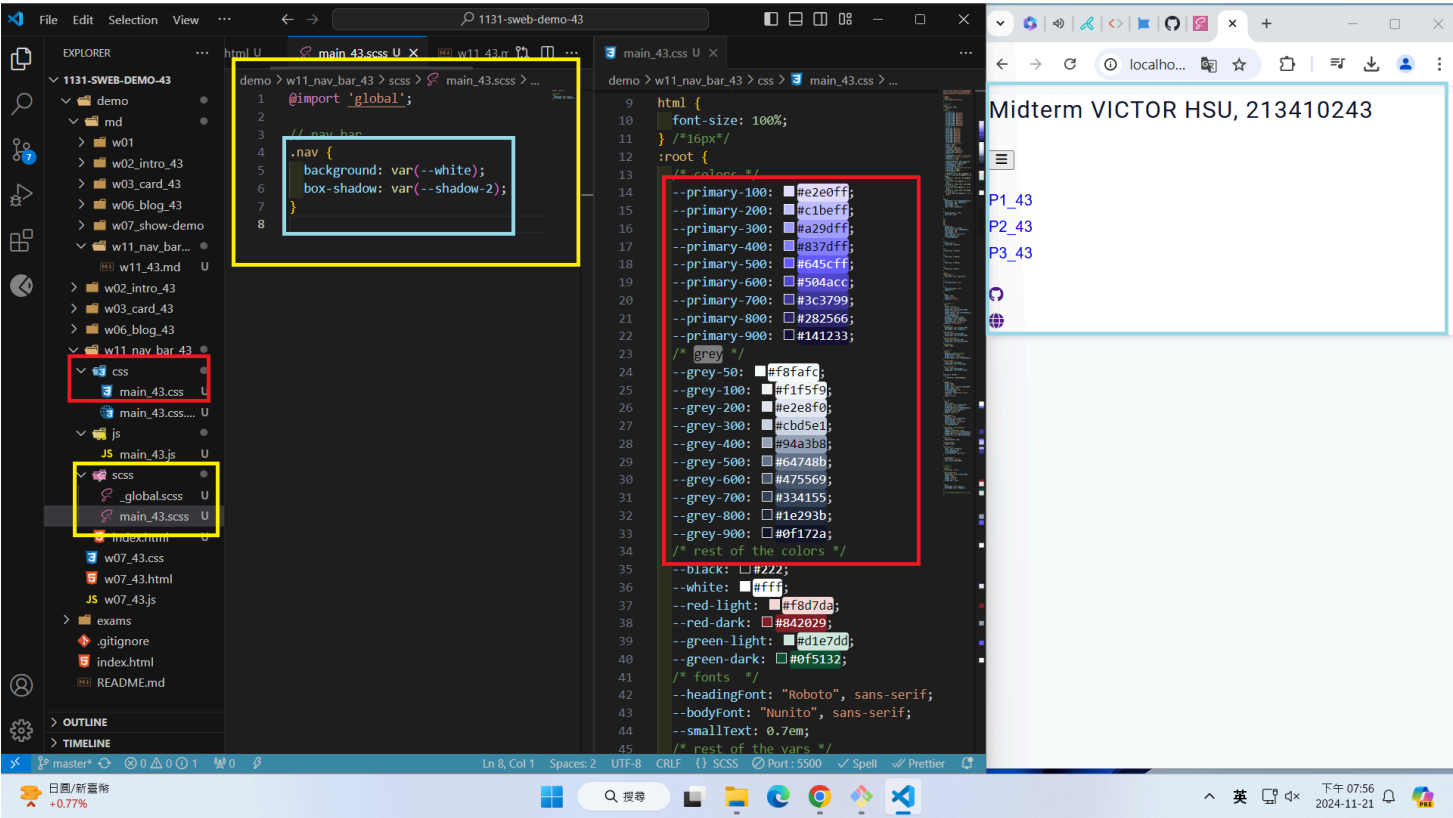 File Edit Selection View ··· 1131-sweb-demo-43
EXPLORER ···
1131-SWEB-DEMO-43
demo
md
w01
w02_intro_43
w03_card_43
w06_blog_43
w07_show-demo
w11_nav_bar...
w11_43.md U
w02_intro_43
w03_card_43
w06_blog_43
w11_nav_bar_43
css
main_43.css U
main_43.css.... U
js
JS main_43.js U
scss
_global.scss U
main_43.scss U
index.html U
w07_43.css
w07_43.html
JS w07_43.js
exams
.gitignore
index.html
README.md
OUTLINE
TIMELINE
html U main_43.scss U w11_43.r ···
demo > w11_nav_bar_43 > scss > main_43.scss > ...
1 @import 'global';
2
3 // nav bar
4 .nav {
5 background: var(--white);
6 box-shadow: var(--shadow-2);
7 }
8
main_43.css U ···
demo > w11_nav_bar_43 > css > main_43.css > ...
9 html {
10 font-size: 100%;
11 } /*16px*/
12 :root {
13 /* colors */
14 --primary-100: #e2e0ff;
15 --primary-200: #c1beff;
16 --primary-300: #a29dff;
17 --primary-400: #837dff;
18 --primary-500: #645cff;
19 --primary-600: #504acc;
20 --primary-700: #3c3799;
21 --primary-800: #282566;
22 --primary-900: #141233;
23 /* grey */
24 --grey-50: #f8fafc;
25 --grey-100: #f1f5f9;
26 --grey-200: #e2e8f0;
27 --grey-300: #cbd5e1;
28 --grey-400: #94a3b8;
29 --grey-500: #64748b;
30 --grey-600: #475569;
31 --grey-700: #334155;
32 --grey-800: #1e293b;
33 --grey-900: #0f172a;
34 /* rest of the colors */
35 --black: #222;
36 --white: #fff;
37 --red-light: #f8d7da;
38 --red-dark: #842029;
39 --green-light: #d1e7dd;
40 --green-dark: #0f5132;
41 /* fonts */
42 --headingFont: "Roboto", sans-serif;
43 --bodyFont: "Nunito", sans-serif;
44 --smallText: 0.7em;
45 /* rest of the vars */
7
master* 0 0 1 0 Ln 8, Col 1 Spaces: 2 UTF-8 CRLF {} SCSS Port : 5500 Spell Prettier
localho...
Midterm VICTOR HSU, 213410243
P1_43
P2_43
P3_43
日圓/新臺幣
+0.77%
搜尋
英
下午 07:56
2024-11-21
PRE